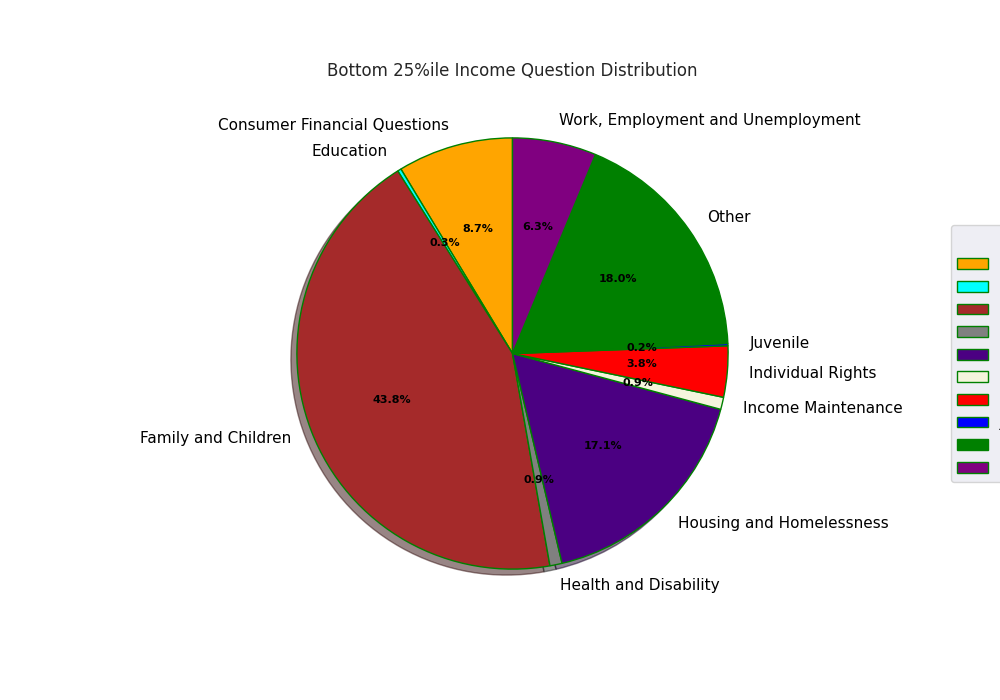 Bottom 25%ile Income Question Distribution
Work, Employment and Unemployment
Consumer Financial Questions
Education
Other
6.3%
8.7%
0.3%
18.0%
Juvenile
0.2%
3.8%
Individual Rights
0.9%
43.8%
Income Maintenance
Family and Children
17.1%
0.9%
Housing and Homelessness
Health and Disability